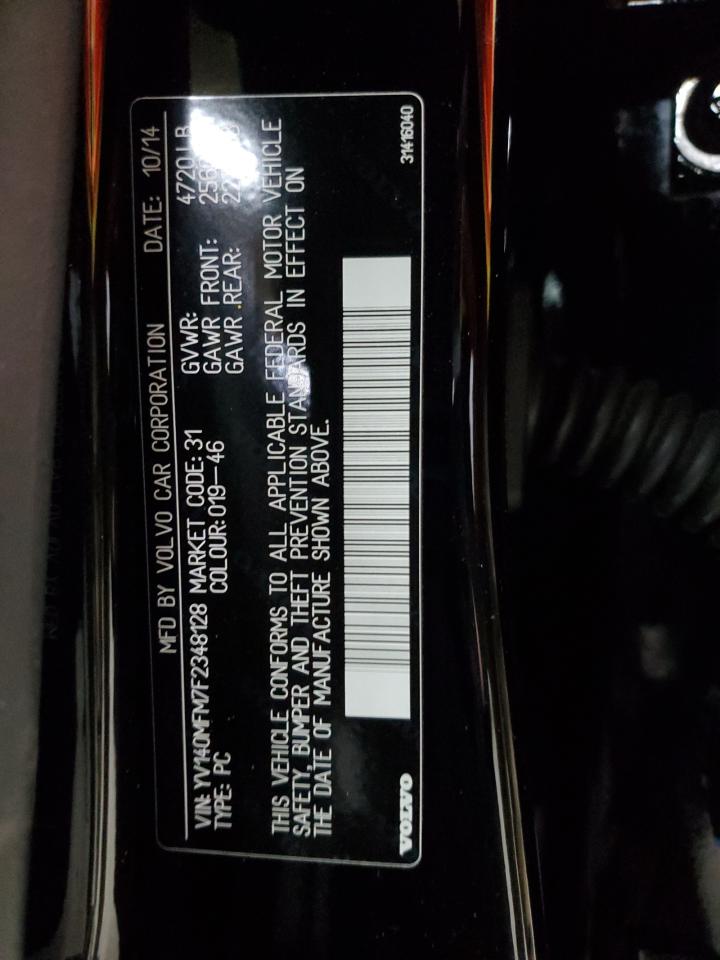 MFD BY VOLVO CAR CORPORATION DATE: 10/14
VIN: YV140MFM7F2348128 MARKET CODE: 31 GVWR: 4720 LB
TYPE: PC COLOUR: 019-46 GAWR FRONT:
GAWR REAR:
THIS VEHICLE CONFORMS TO ALL APPLICABLE FEDERAL MOTOR VEHICLE
SAFETY, BUMPER AND THEFT PREVENTION STANDARDS IN EFFECT ON
THE DATE OF MANUFACTURE SHOWN ABOVE.
VOLVO 31416040